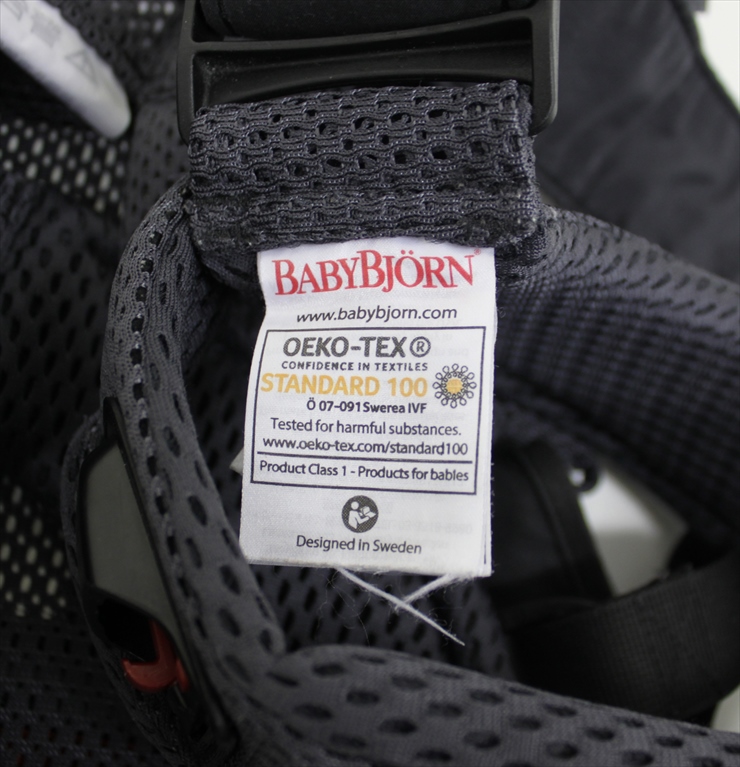 BABYBJÖRN®
www.babybjorn.com
OEKO-TEX®
CONFIDENCE IN TEXTILES
STANDARD 100
Ö 07-091 Swerea IVF
Tested for harmful substances.
www.oeko-tex.com/standard100
Product Class 1 - Products for babies
Designed in Sweden